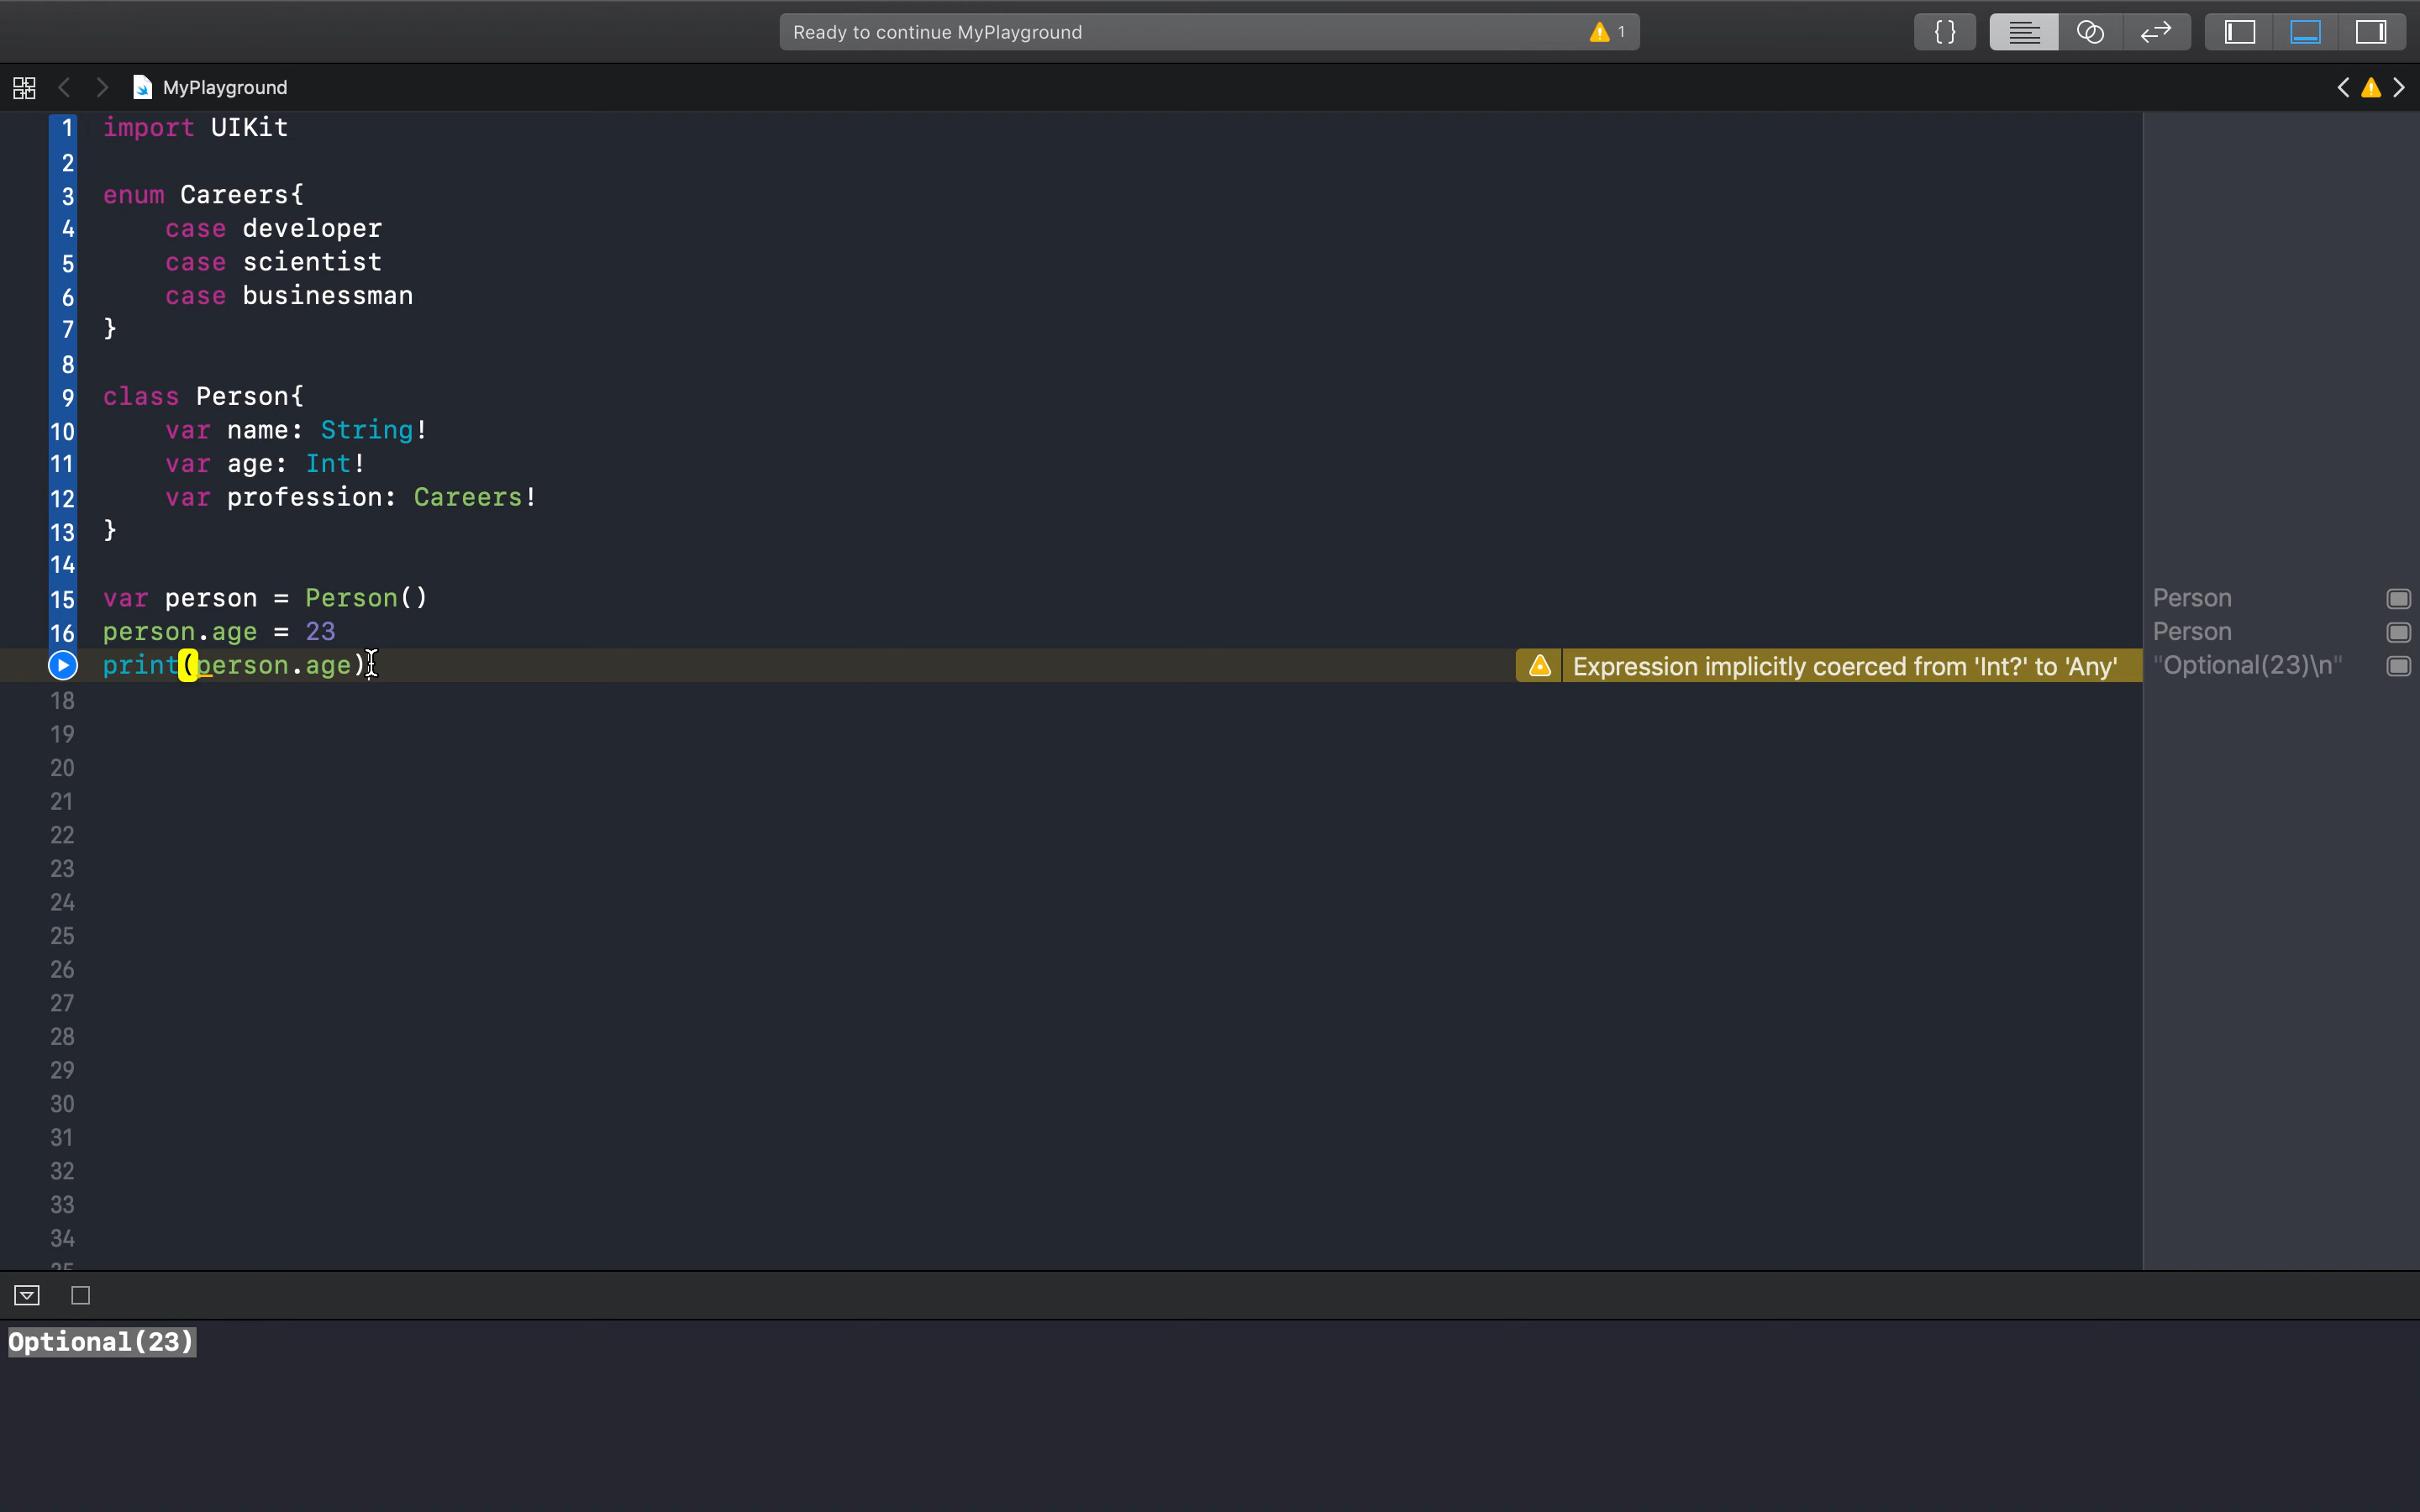 Ready to continue MyPlayground 1
{}
MyPlayground
1 import UIKit
2
3 enum Careers{
4     case developer
5     case scientist
6     case businessman
7 }
8
9 class Person{
10     var name: String!
11     var age: Int!
12     var profession: Careers!
13 }
14
15 var person = Person() Person
16 person.age = 23 Person
print(person.age) Expression implicitly coerced from 'Int?' to 'Any' "Optional(23)\n"
18
19
20
21
22
23
24
25
26
27
28
29
30
31
32
33
34
35
Optional(23)